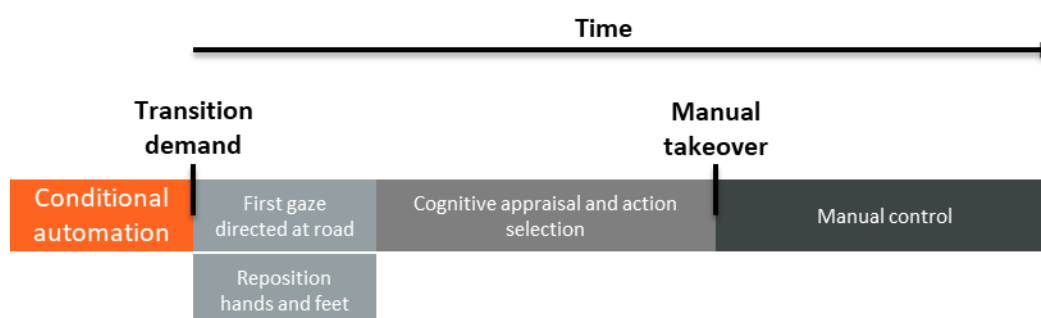 Time
Transition
demand
Manual
takeover
Conditional
automation
First gaze
directed at road
Cognitive appraisal and action
selection
Manual control
Reposition
hands and feet